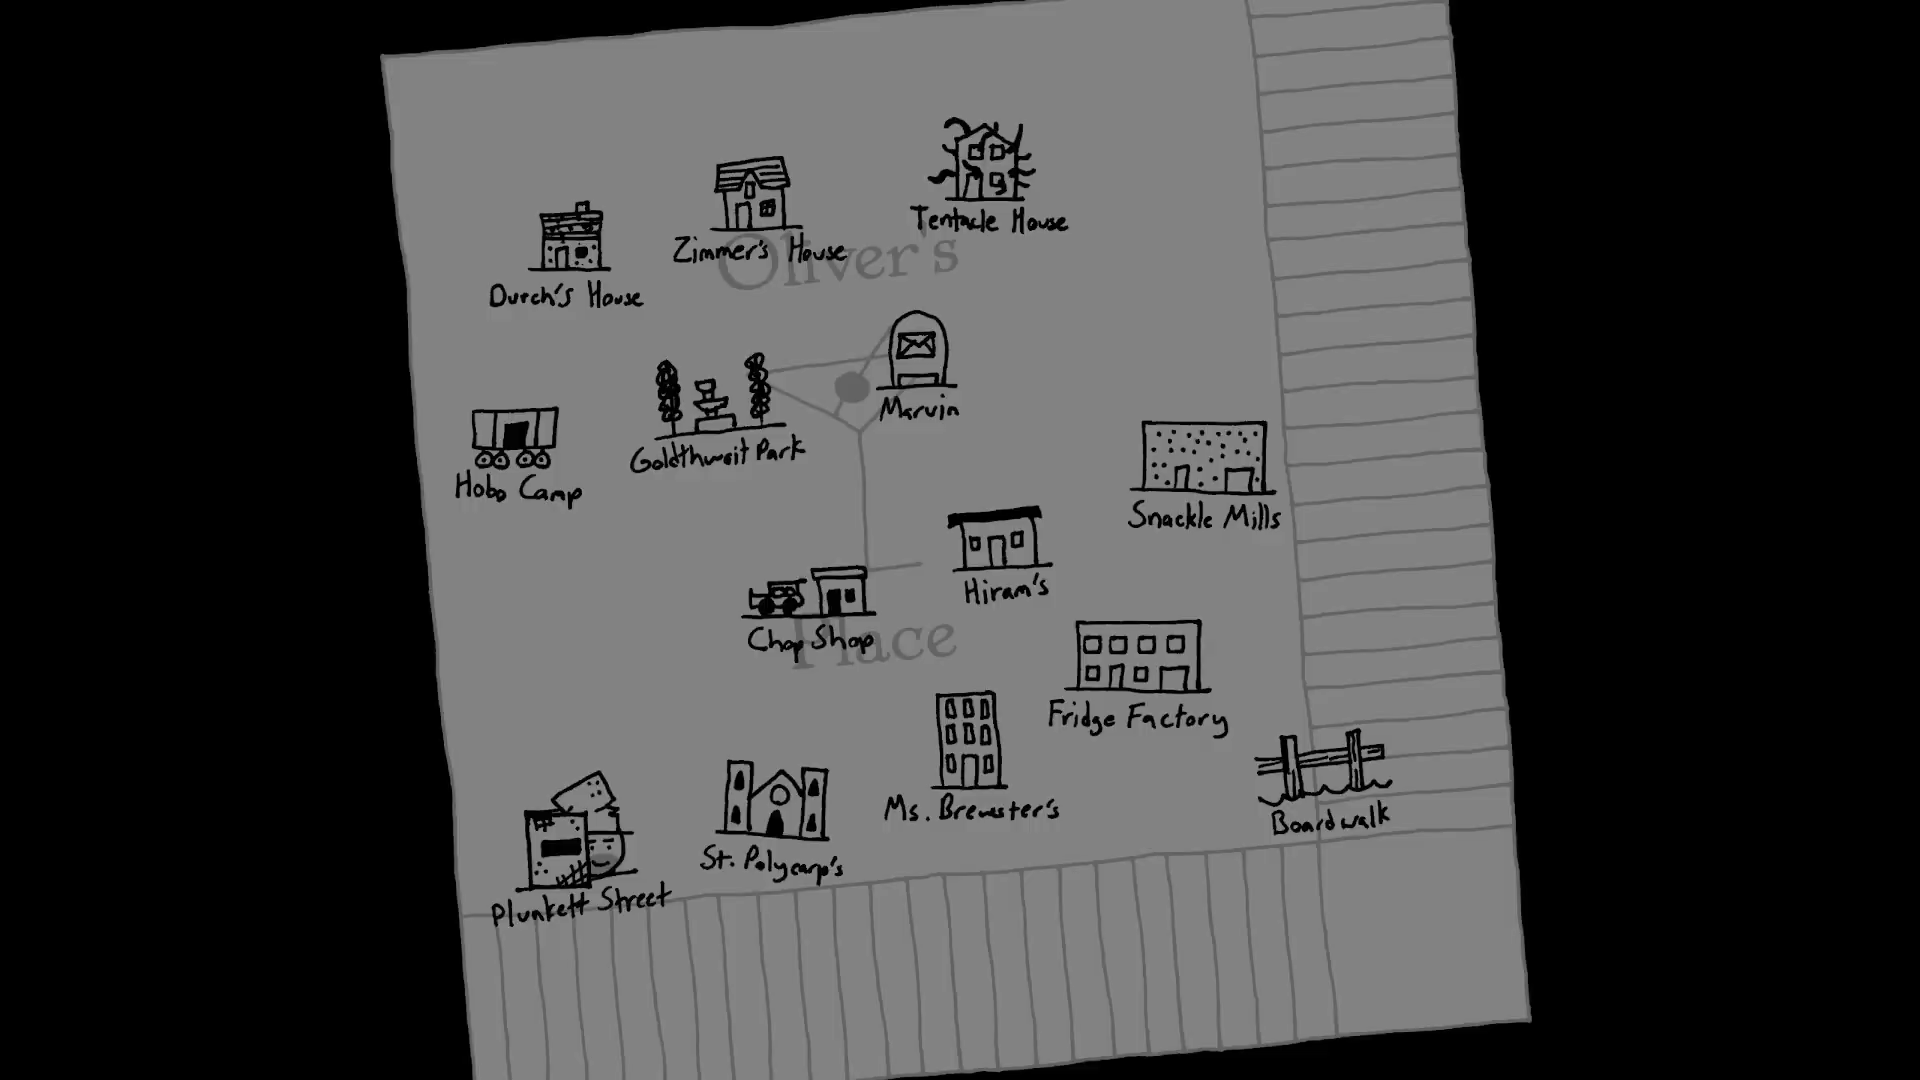 Tentacle House
Zimmer's House
Oliver's
Durch's House
Marvin
Goldthwait Park
Hobo Camp
Snackle Mills
Hiram's
Chop Shop
Place
Fridge Factory
Ms. Brewster's
Boardwalk
St. Polycarp's
Plunkett Street